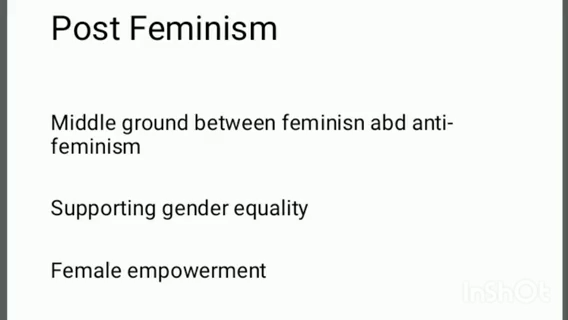 Post Feminism
Middle ground between feminisn abd anti-
feminism
Supporting gender equality
Female empowerment
InShOt